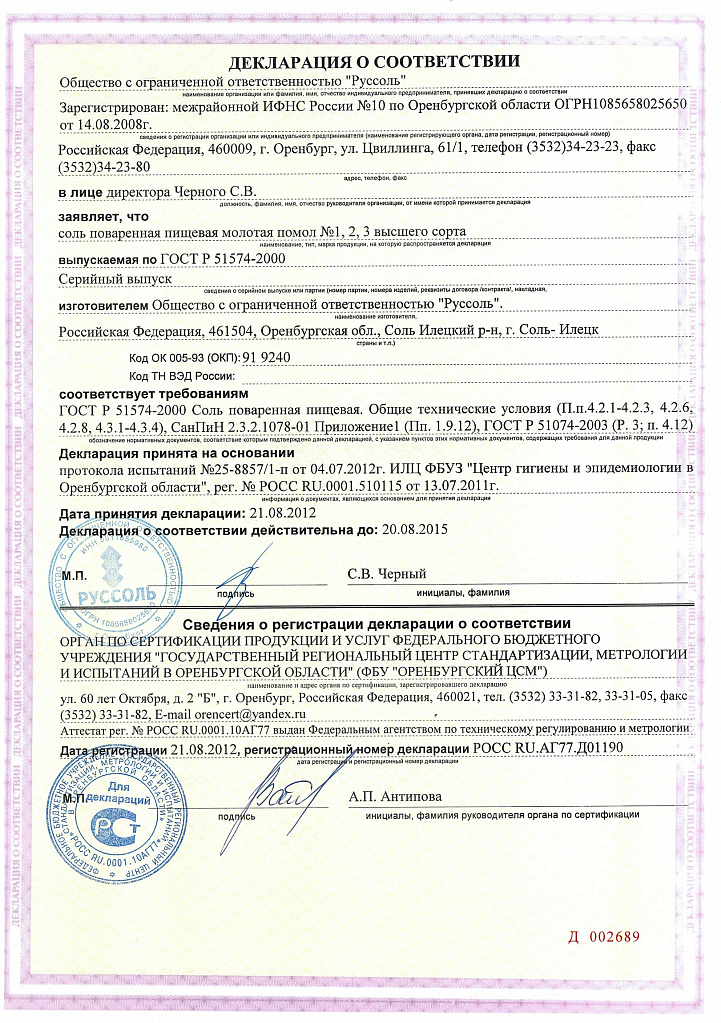 ДЕКЛАРАЦИЯ О СООТВЕТСТВИИ
Общество с ограниченной ответственностью "Руссоль"
наименование организации или фамилия, имя, отчество индивидуального предпринимателя, принявших декларацию о соответствии
Зарегистрирован: межрайонной ИФНС России №10 по Оренбургской области ОГРН1085658025650
от 14.08.2008г.
сведения о регистрации организации или индивидуального предпринимателя (наименование регистрирующего органа, дата регистрации, регистрационный номер)
Российская Федерация, 460009, г. Оренбург, ул. Цвиллинга, 61/1, телефон (3532)34-23-23, факс
(3532)34-23-80
адрес, телефон, факс
в лице директора Черного С.В.
должность, фамилия, имя, отчество руководителя организации, от имени которой принимается декларация
заявляет, что
соль поваренная пищевая молотая помол №1, 2, 3 высшего сорта
наименование, тип, марка продукции, на которую распространяется декларация
выпускаемая по ГОСТ Р 51574-2000
Серийный выпуск
сведения о серийном выпуске или партии (номер партии, номера изделий, реквизиты договора /контракта/, накладная,
изготовителем Общество с ограниченной ответственностью "Руссоль".
наименование изготовителя,
Российская Федерация, 461504, Оренбургская обл., Соль Илецкий р-н, г. Соль- Илецк
страны и т.п.)
Код ОК 005-93 (ОКП): 91 9240
Код ТН ВЭД России:
соответствует требованиям
ГОСТ Р 51574-2000 Соль поваренная пищевая. Общие технические условия (П.п.4.2.1-4.2.3, 4.2.6,
4.2.8, 4.3.1-4.3.4), СанПиН 2.3.2.1078-01 Приложение1 (Пп. 1.9.12), ГОСТ Р 51074-2003 (Р. 3; п. 4.12)
обозначение нормативных документов, соответствие которым подтверждено данной декларацией, с указанием пунктов этих нормативных документов, содержащих требования для данной продукции
Декларация принята на основании
протокола испытаний №25-8857/1-п от 04.07.2012г. ИЛЦ ФБУЗ "Центр гигиены и эпидемиологии в
Оренбургской области", рег. № РОСС RU.0001.510115 от 13.07.2011г.
информация о документах, являющихся основанием для принятия декларации
Дата принятия декларации: 21.08.2012
Декларация о соответствии действительна до: 20.08.2015
М.П.
С.В. Черный
подпись
инициалы, фамилия
РУССОЛЬ
Сведения о регистрации декларации о соответствии
ОРГАН ПО СЕРТИФИКАЦИИ ПРОДУКЦИИ И УСЛУГ ФЕДЕРАЛЬНОГО БЮДЖЕТНОГО
УЧРЕЖДЕНИЯ "ГОСУДАРСТВЕННЫЙ РЕГИОНАЛЬНЫЙ ЦЕНТР СТАНДАРТИЗАЦИИ, МЕТРОЛОГИИ
И ИСПЫТАНИЙ В ОРЕНБУРГСКОЙ ОБЛАСТИ" (ФБУ "ОРЕНБУРГСКИЙ ЦСМ")
наименование и адрес органа по сертификации, зарегистрировавшего декларацию
ул. 60 лет Октября, д. 2 "Б", г. Оренбург, Российская Федерация, 460021, тел. (3532) 33-31-82, 33-31-05, факс
(3532) 33-31-82, E-mail orencert@yandex.ru
Аттестат рег. № РОСС RU.0001.10АГ77 выдан Федеральным агентством по техническому регулированию и метрологии
Дата регистрации 21.08.2012, регистрационный номер декларации РОСС RU.АГ77.Д01190
дата регистрации и регистрационный номер декларации
М.П.
Для
деклараций
РОСС RU.0001.10АГ77
А.П. Антипова
подпись
инициалы, фамилия руководителя органа по сертификации
Д 002689